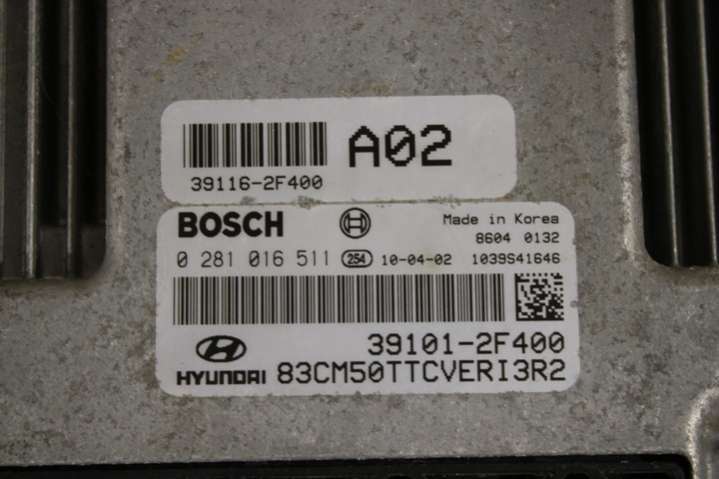 A02
39116-2F400
BOSCH Made in Korea
8604 0132
0 281 016 511 254 10-04-02 1039S41646
39101-2F400
HYUNDAI 83CM50TTCVERI3R2